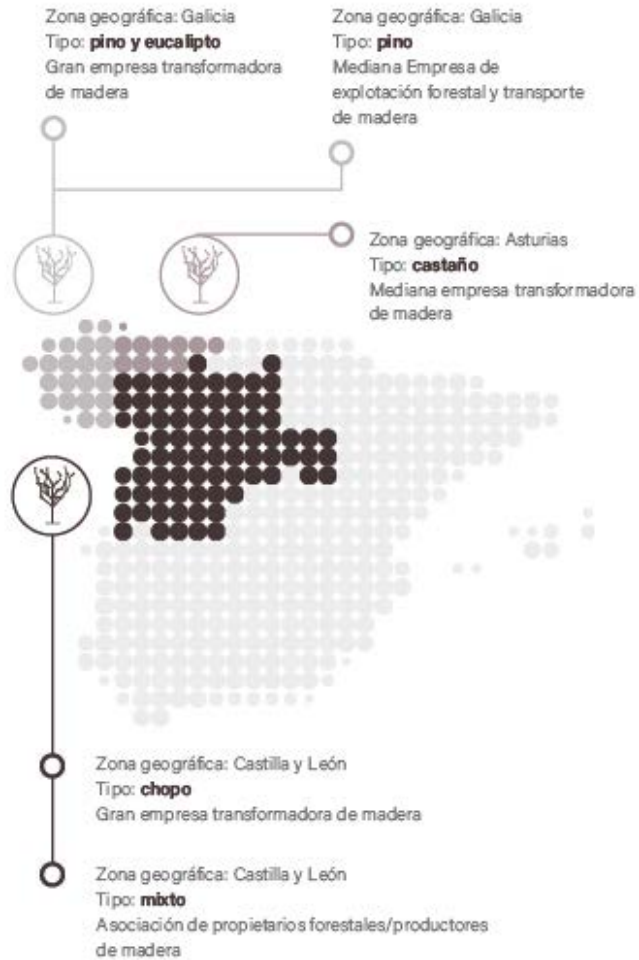 Zona geográfica: Galicia
Tipo: pino y eucalipto
Gran empresa transformadora
de madera
Zona geográfica: Galicia
Tipo: pino
Mediana Empresa de
explotación forestal y transporte
de madera
Zona geográfica: Asturias
Tipo: castaño
Mediana empresa transformadora
de madera
Zona geográfica: Castilla y León
Tipo: chopo
Gran empresa transformadora de madera
Zona geográfica: Castilla y León
Tipo: mixto
Asociación de propietarios forestales/productores
de madera